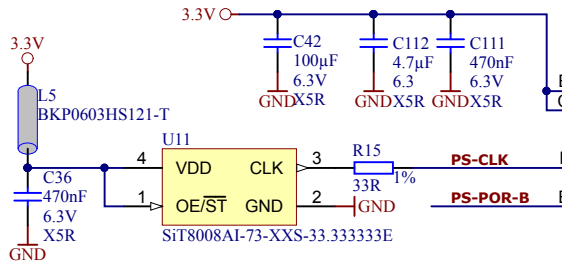 3.3V
3.3V
C42
100µF
6.3V
X5R
GND
C112
4.7µF
6.3
X5R
GND
C111
470nF
6.3V
X5R
GND
L5
BKP0603HS121-T
C36
470nF
6.3V
X5R
GND
U11
4 VDD CLK 3
1 OE/ST GND 2
SiT8008AI-73-XXS-33.333333E
R15
33R 1%
GND
PS-CLK
PS-POR-B